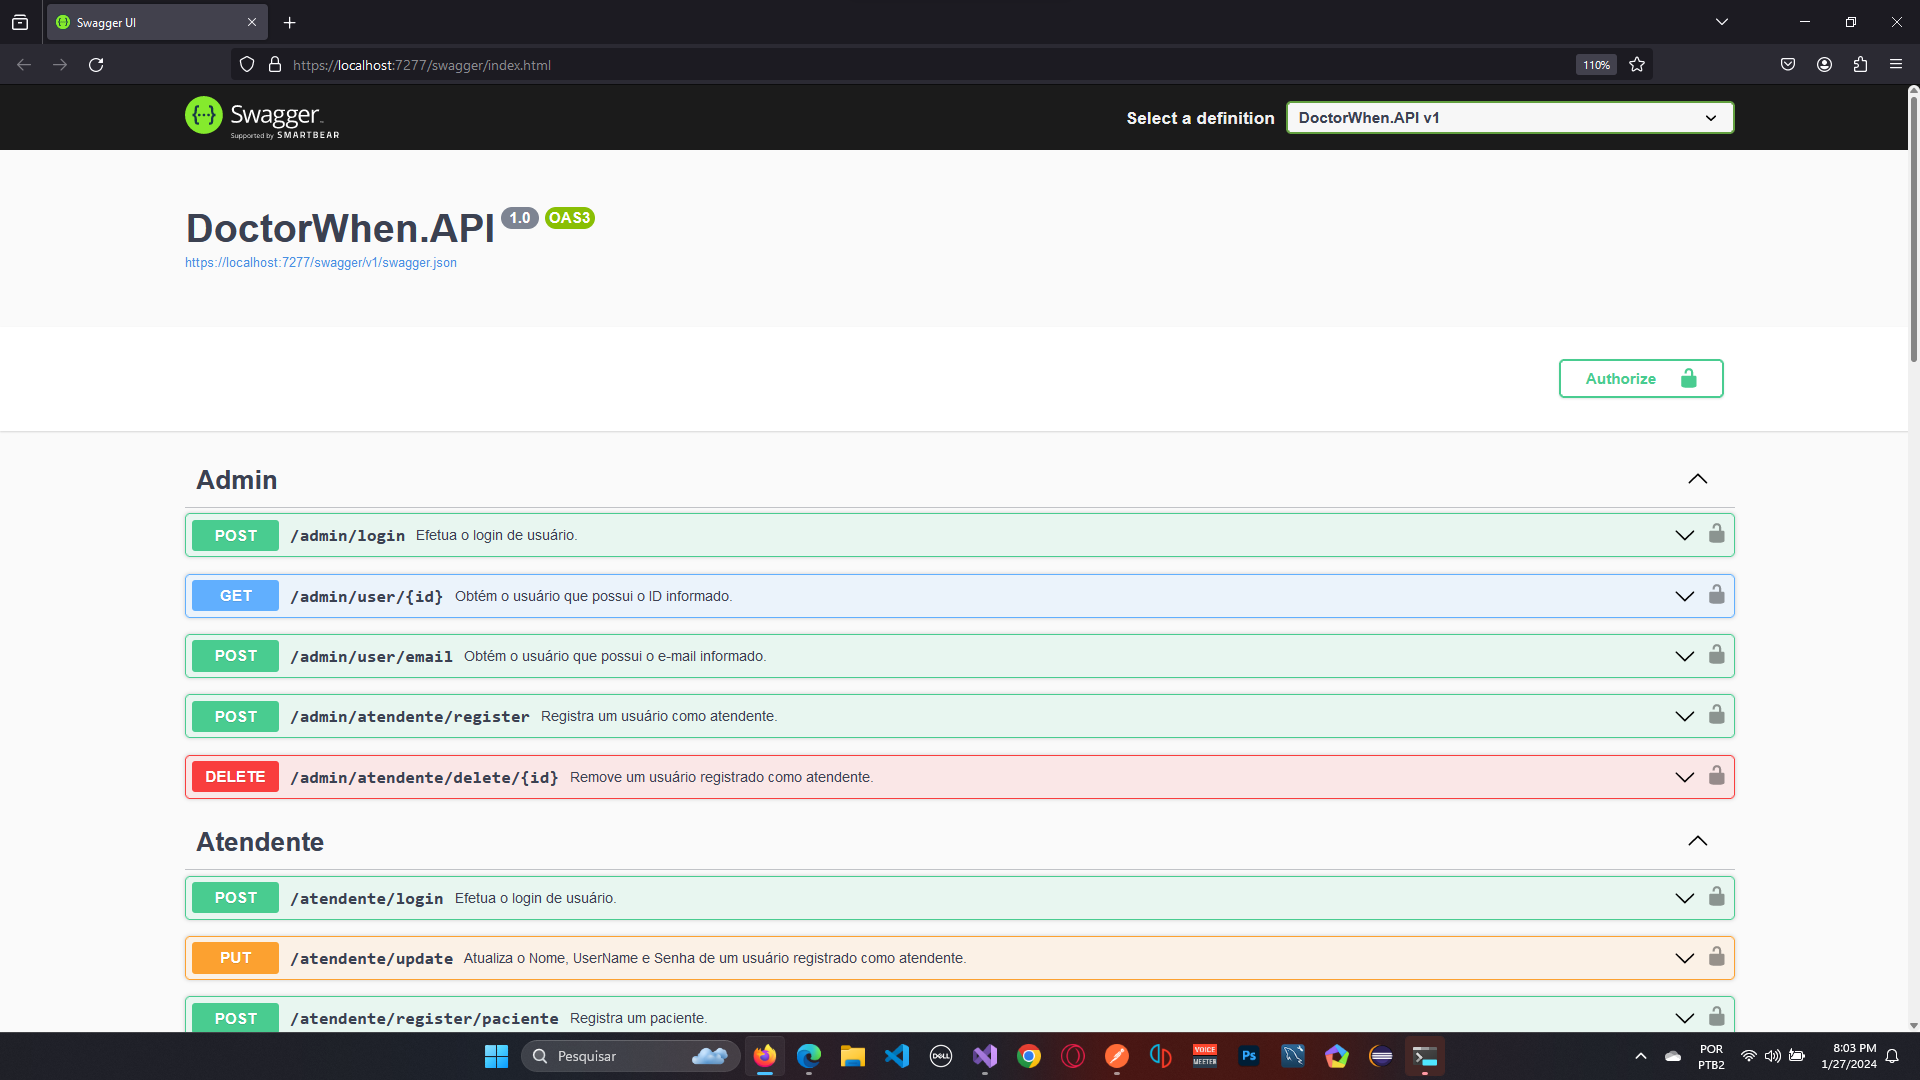 Swagger UI
https://localhost:7277/swagger/index.html
110%
Swagger
Supported by SMARTBEAR
Select a definition
DoctorWhen.API v1
DoctorWhen.API 1.0 OAS3
https://localhost:7277/swagger/v1/swagger.json
Authorize
Admin
POST /admin/login Efetua o login de usuário.
GET /admin/user/{id} Obtém o usuário que possui o ID informado.
POST /admin/user/email Obtém o usuário que possui o e-mail informado.
POST /admin/atendente/register Registra um usuário como atendente.
DELETE /admin/atendente/delete/{id} Remove um usuário registrado como atendente.
Atendente
POST /atendente/login Efetua o login de usuário.
PUT /atendente/update Atualiza o Nome, UserName e Senha de um usuário registrado como atendente.
POST /atendente/register/paciente Registra um paciente.
Pesquisar
DELL
VOICE
MEETER
Ps
POR
PTB2
8:03 PM
1/27/2024